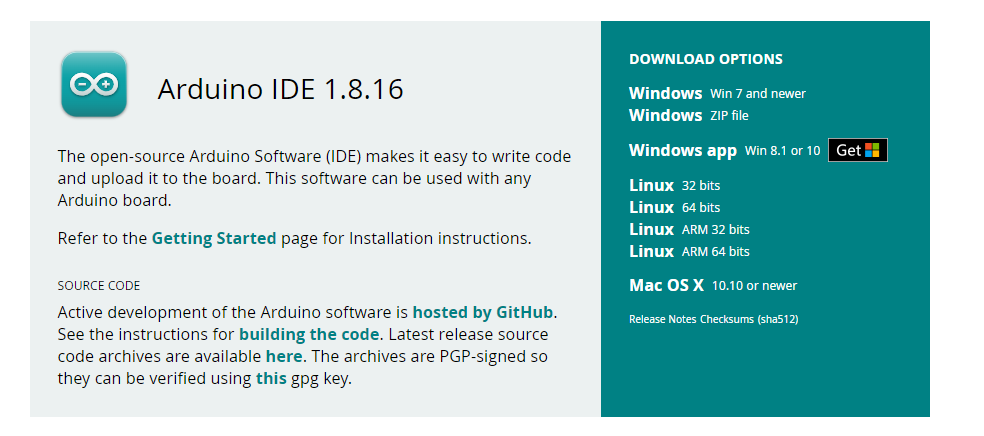 Arduino IDE 1.8.16
The open-source Arduino Software (IDE) makes it easy to write code
and upload it to the board. This software can be used with any
Arduino board.
Refer to the Getting Started page for Installation instructions.
SOURCE CODE
Active development of the Arduino software is hosted by GitHub.
See the instructions for building the code. Latest release source
code archives are available here. The archives are PGP-signed so
they can be verified using this gpg key.
DOWNLOAD OPTIONS
Windows Win 7 and newer
Windows ZIP file
Windows app Win 8.1 or 10 Get
Linux 32 bits
Linux 64 bits
Linux ARM 32 bits
Linux ARM 64 bits
Mac OS X 10.10 or newer
Release Notes Checksums (sha512)